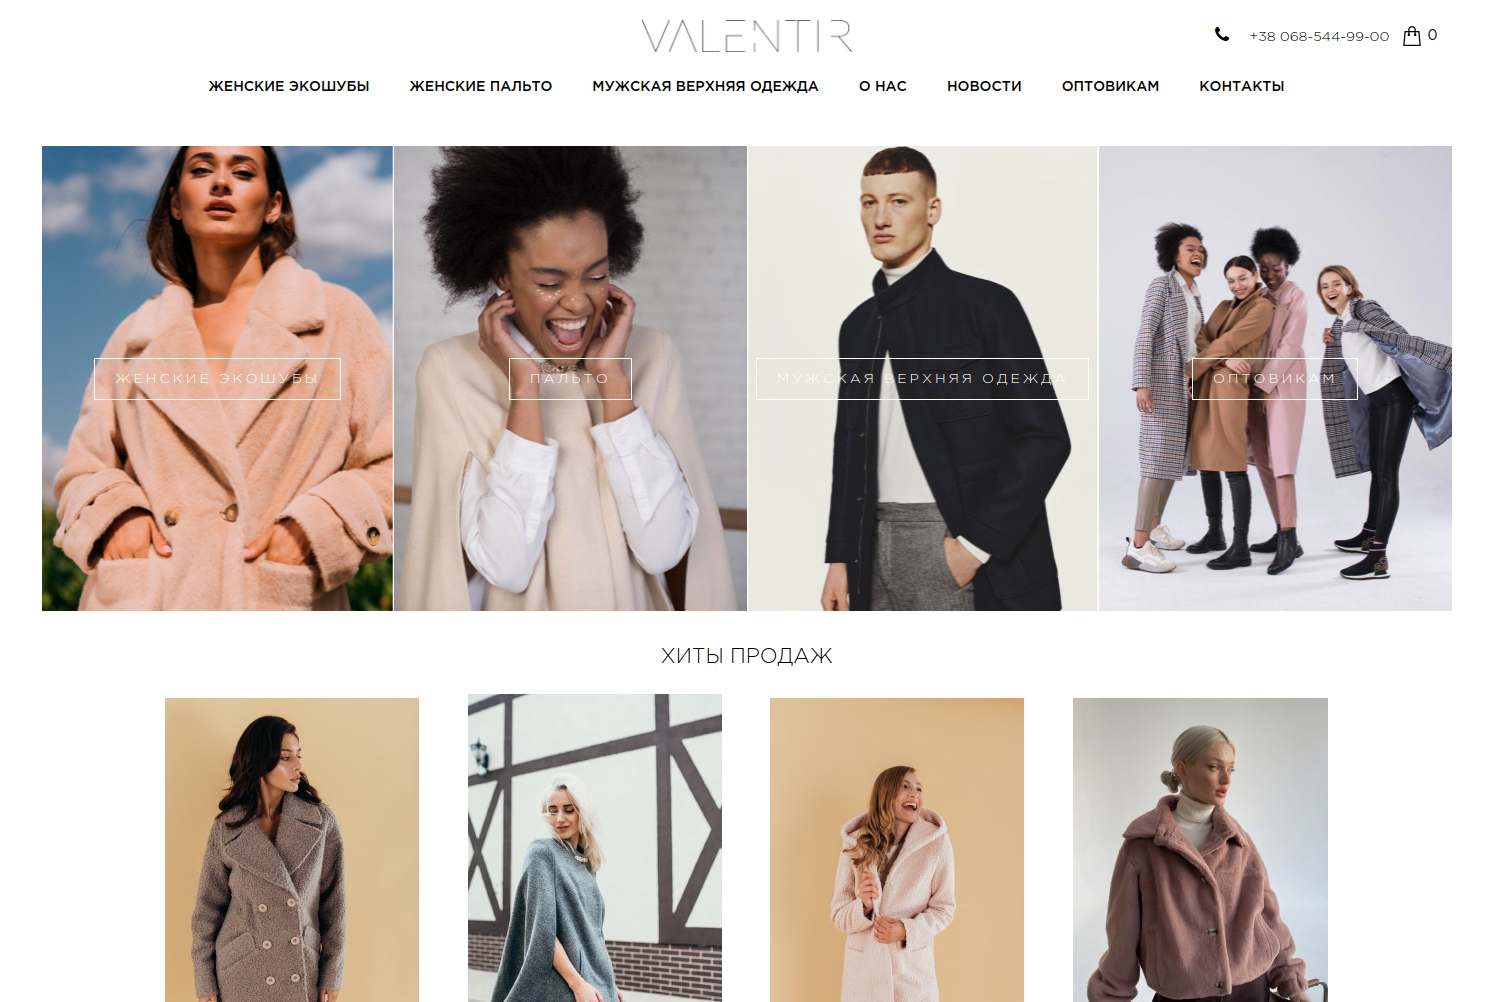 VALENTIR
+38 068-544-99-00
0
ЖЕНСКИЕ ЭКОШУБЫ ЖЕНСКИЕ ПАЛЬТО МУЖСКАЯ ВЕРХНЯЯ ОДЕЖДА О НАС НОВОСТИ ОПТОВИКАМ КОНТАКТЫ
ЖЕНСКИЕ ЭКОШУБЫ
ПАЛЬТО
МУЖСКАЯ ВЕРХНЯЯ ОДЕЖДА
ОПТОВИКАМ
ХИТЫ ПРОДАЖ